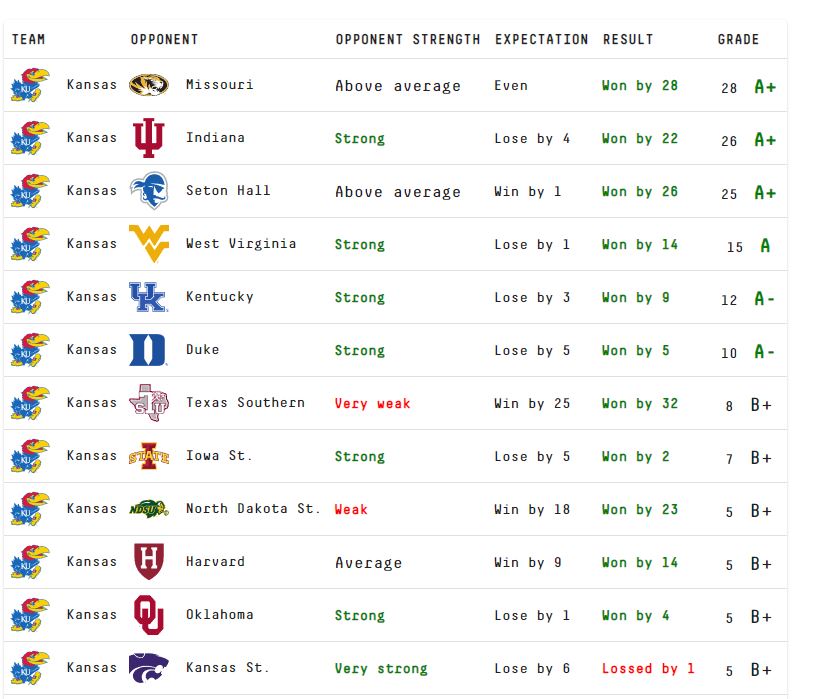 TEAM OPPONENT OPPONENT STRENGTH EXPECTATION RESULT GRADE
Kansas Missouri Above average Even Won by 28 28 A+
Kansas Indiana Strong Lose by 4 Won by 22 26 A+
Kansas Seton Hall Above average Win by 1 Won by 26 25 A+
Kansas West Virginia Strong Lose by 1 Won by 14 15 A
Kansas Kentucky Strong Lose by 3 Won by 9 12 A-
Kansas Duke Strong Lose by 5 Won by 5 10 A-
Kansas Texas Southern Very weak Win by 25 Won by 32 8 B+
Kansas Iowa St. Strong Lose by 5 Won by 2 7 B+
Kansas North Dakota St. Weak Win by 18 Won by 23 5 B+
Kansas Harvard Average Win by 9 Won by 14 5 B+
Kansas Oklahoma Strong Lose by 1 Won by 4 5 B+
Kansas Kansas St. Very strong Lose by 6 Lossed by 1 5 B+